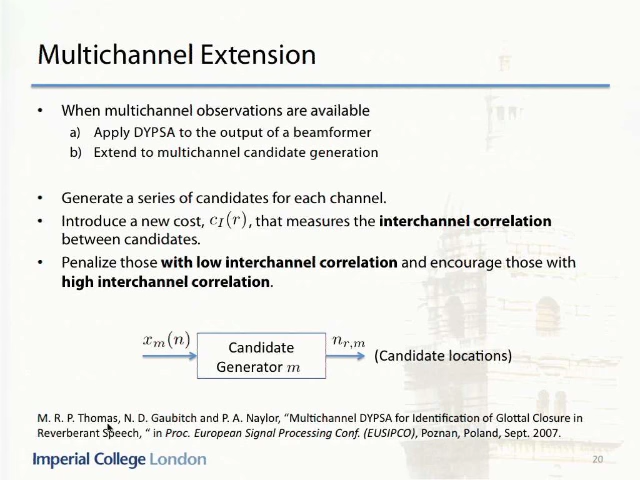 Multichannel Extension
• When multichannel observations are available
a) Apply DYPSA to the output of a beamformer
b) Extend to multichannel candidate generation
• Generate a series of candidates for each channel.
• Introduce a new cost, c_I(r), that measures the interchannel correlation
between candidates.
• Penalize those with low interchannel correlation and encourage those with
high interchannel correlation.
x_m(n)
Candidate
Generator m
n_{r,m}
(Candidate locations)
M. R. P. Thomas, N. D. Gaubitch and P. A. Naylor, “Multichannel DYPSA for Identification of Glottal Closure in
Reverberant Speech, “ in Proc. European Signal Processing Conf. (EUSIPCO), Poznan, Poland, Sept. 2007.
Imperial College London
20